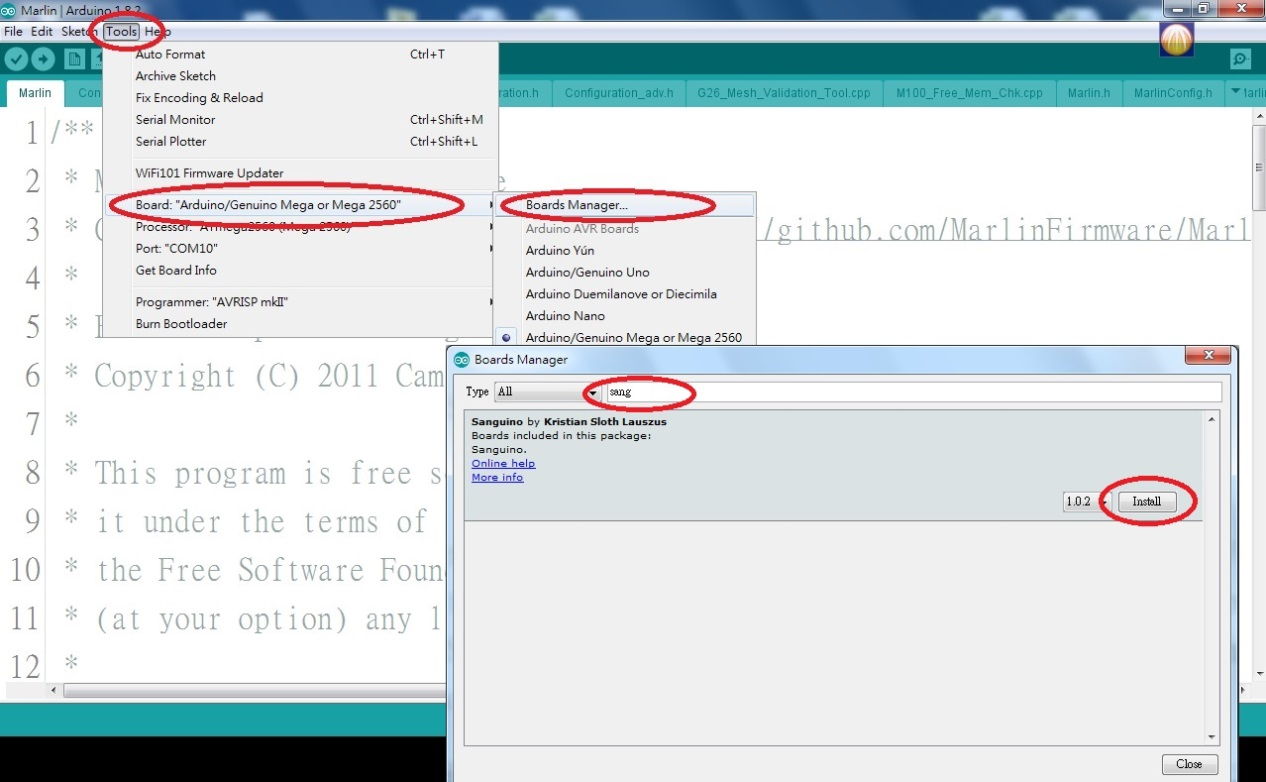 Marlin | Arduino 1.8.2
File Edit Sketch Tools Help
Marlin
Configuration_adv.h
G26_Mesh_Validation_Tool.cpp
M100_Free_Mem_Chk.cpp
Marlin.h
MarlinConfig.h
Auto Format Ctrl+T
Archive Sketch
Fix Encoding & Reload
Serial Monitor Ctrl+Shift+M
Serial Plotter Ctrl+Shift+L
WiFi101 Firmware Updater
Board: "Arduino/Genuino Mega or Mega 2560"
Processor: "ATmega2560 (Mega 2560)"
Port: "COM10"
Get Board Info
Programmer: "AVRISP mkII"
Burn Bootloader
Boards Manager...
Arduino AVR Boards
Arduino Yún
Arduino/Genuino Uno
Arduino Duemilanove or Diecimila
Arduino Nano
Arduino/Genuino Mega or Mega 2560
1 /**
2 *
3 * /github.com/MarlinFirmware/Marl
4 *
5 *
6 * Copyright (C) 2011 Cam
7 *
8 * This program is free s
9 * it under the terms of
10 * the Free Software Foun
11 * (at your option) any l
12 *
Boards Manager
Type All sang
Sanguino by Kristian Sloth Lauszus
Boards included in this package:
Sanguino.
Online help
More info
1.0.2 Install
Close